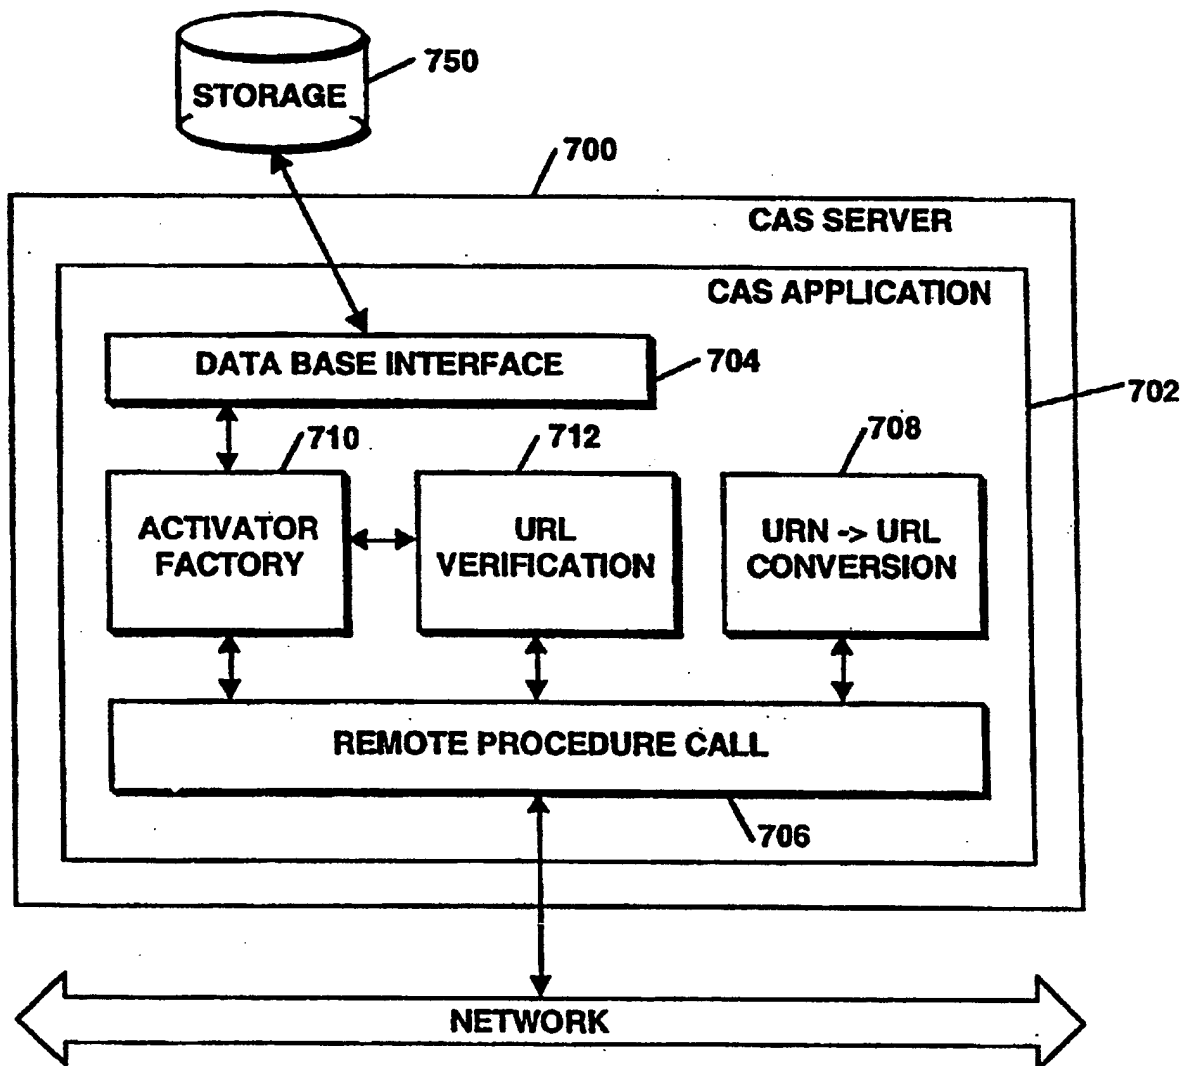 750
STORAGE
700
CAS SERVER
CAS APPLICATION
DATA BASE INTERFACE
704
702
710
712
708
ACTIVATOR
FACTORY
URL
VERIFICATION
URN -> URL
CONVERSION
REMOTE PROCEDURE CALL
706
NETWORK